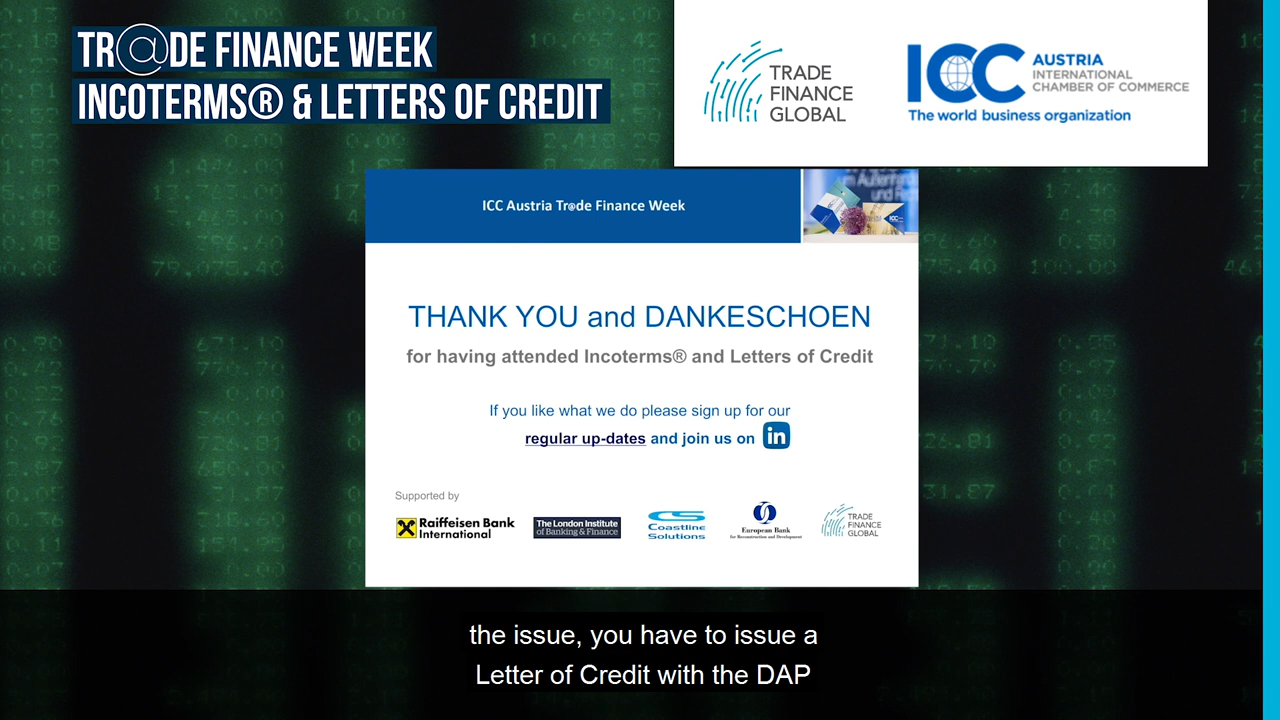 TR@DE FINANCE WEEK
INCOTERMS® & LETTERS OF CREDIT
TRADE
FINANCE
GLOBAL
ICC AUSTRIA
INTERNATIONAL
CHAMBER OF COMMERCE
The world business organization
ICC Austria Tr@de Finance Week
THANK YOU and DANKESCHOEN
for having attended Incoterms® and Letters of Credit
If you like what we do please sign up for our
regular up-dates and join us on in
Supported by
Raiffeisen Bank
International
The London Institute
of Banking & Finance
CS
Coastline
Solutions
European Bank
for Reconstruction and Development
TRADE
FINANCE
GLOBAL
the issue, you have to issue a
Letter of Credit with the DAP